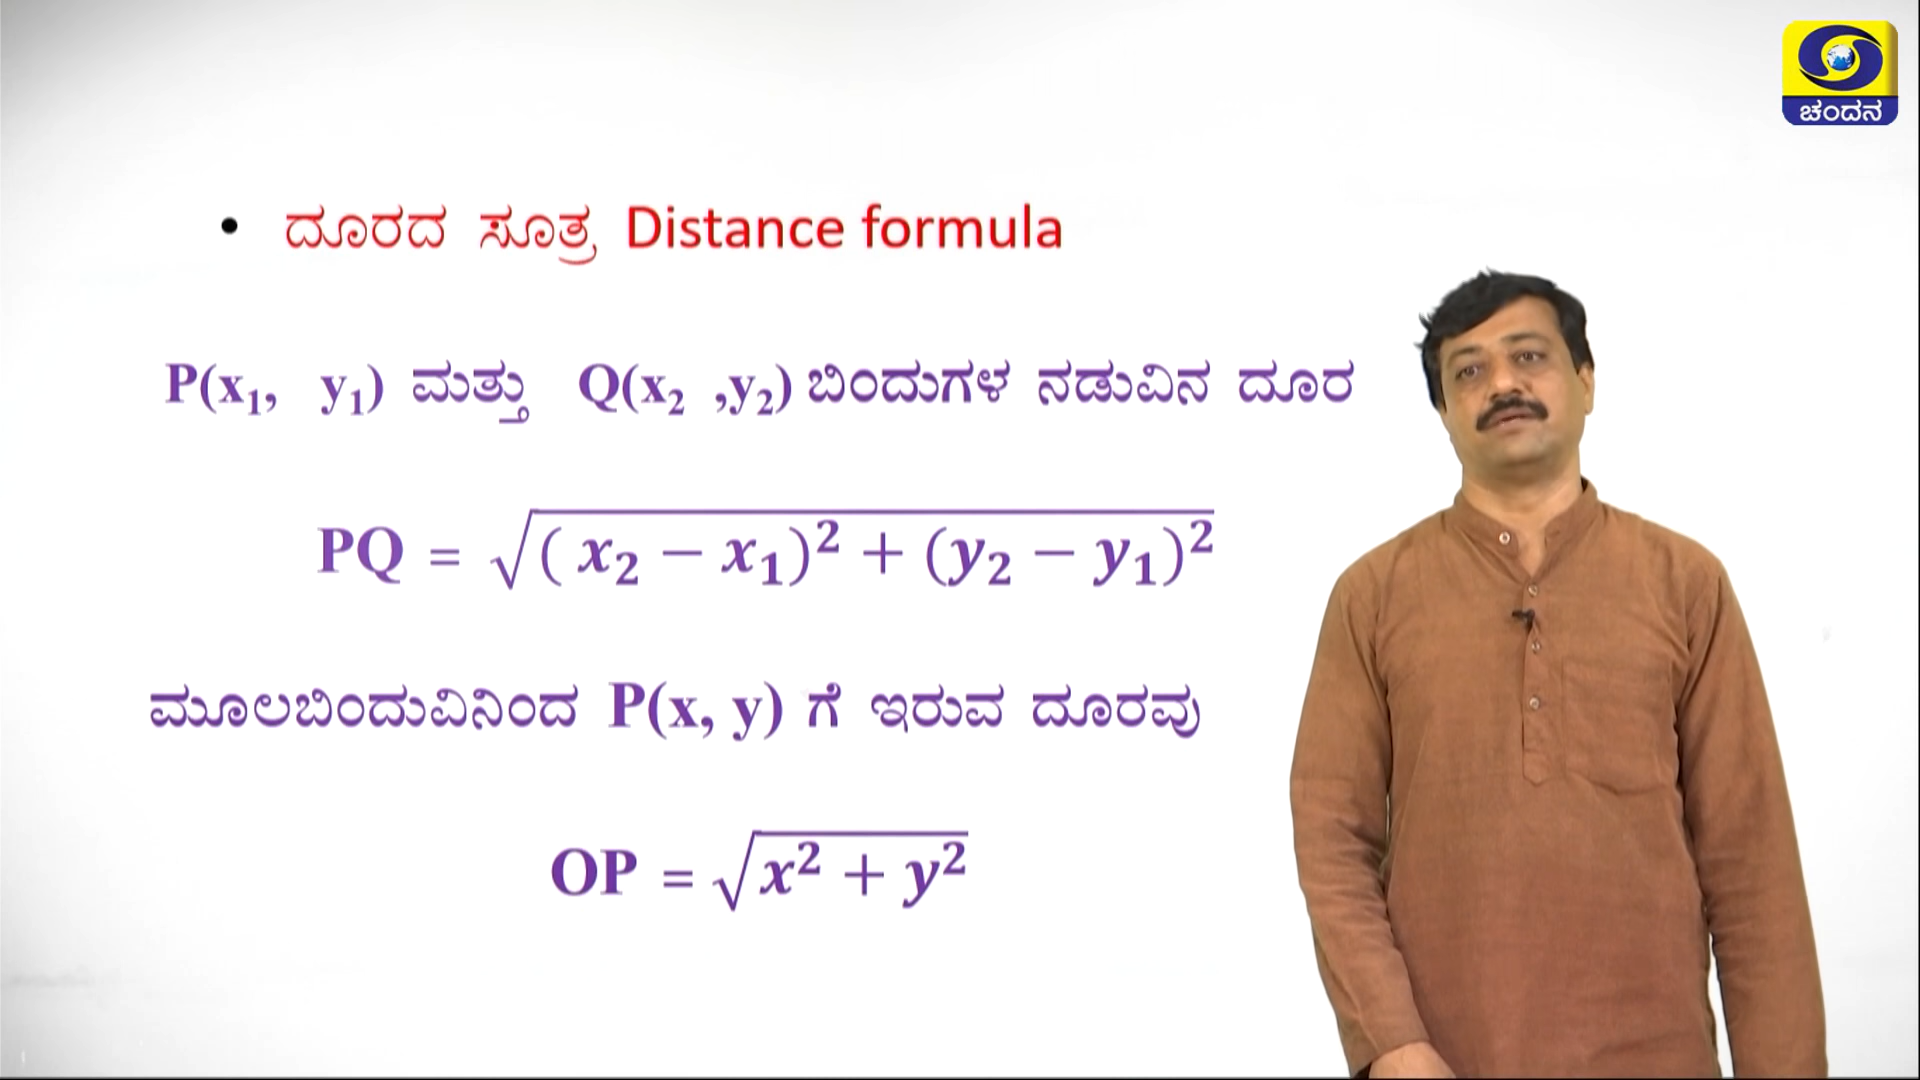 ಚಂದನ
• ದೂರದ ಸೂತ್ರ Distance formula
P(x₁, y₁) ಮತ್ತು Q(x₂ ,y₂) ಬಿಂದುಗಳ ನಡುವಿನ ದೂರ
PQ = √(( x₂ − x₁)² + (y₂ − y₁)²)
ಮೂಲಬಿಂದುವಿನಿಂದ P(x, y) ಗೆ ಇರುವ ದೂರವು
OP = √(x² + y²)